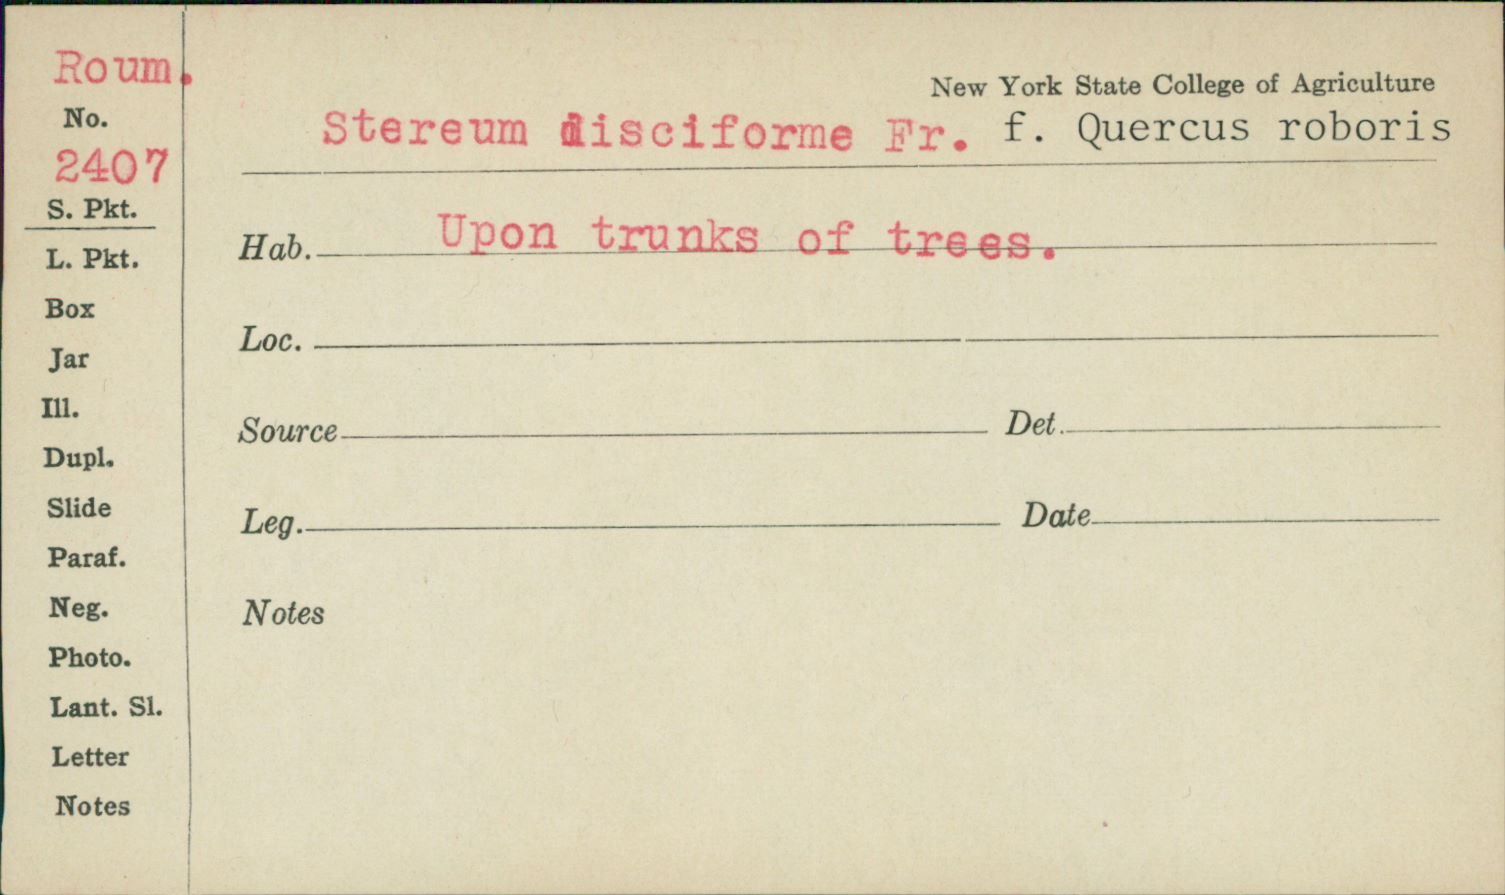 Roum.
No.
2407
S. Pkt.
L. Pkt.
Box
Jar
Ill.
Dupl.
Slide
Paraf.
Neg.
Photo.
Lant. Sl.
Letter
Notes
New York State College of Agriculture
Stereum disciforme Fr. f. Quercus roboris
Hab. Upon trunks of trees.
Loc.
Source Det.
Leg. Date
Notes